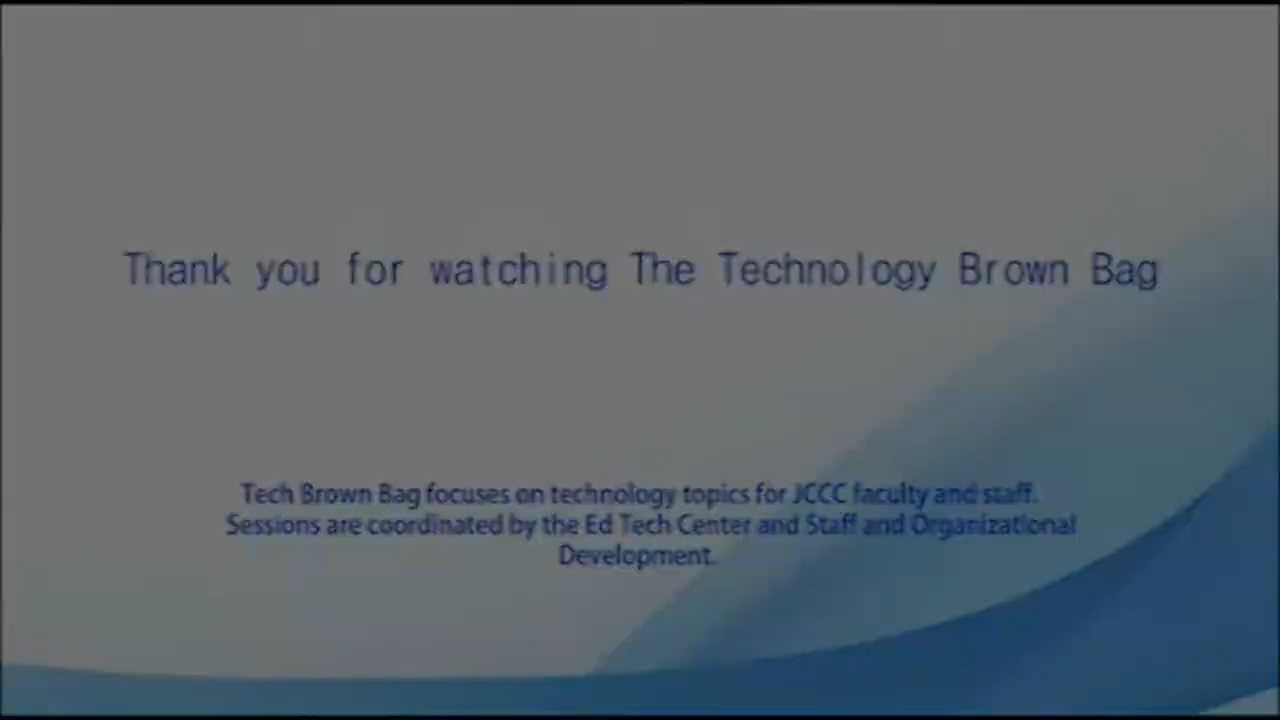 Thank you for watching The Technology Brown Bag
Tech Brown Bag focuses on technology topics for JCCC faculty and staff.
Sessions are coordinated by the Ed Tech Center and Staff and Organizational
Development.